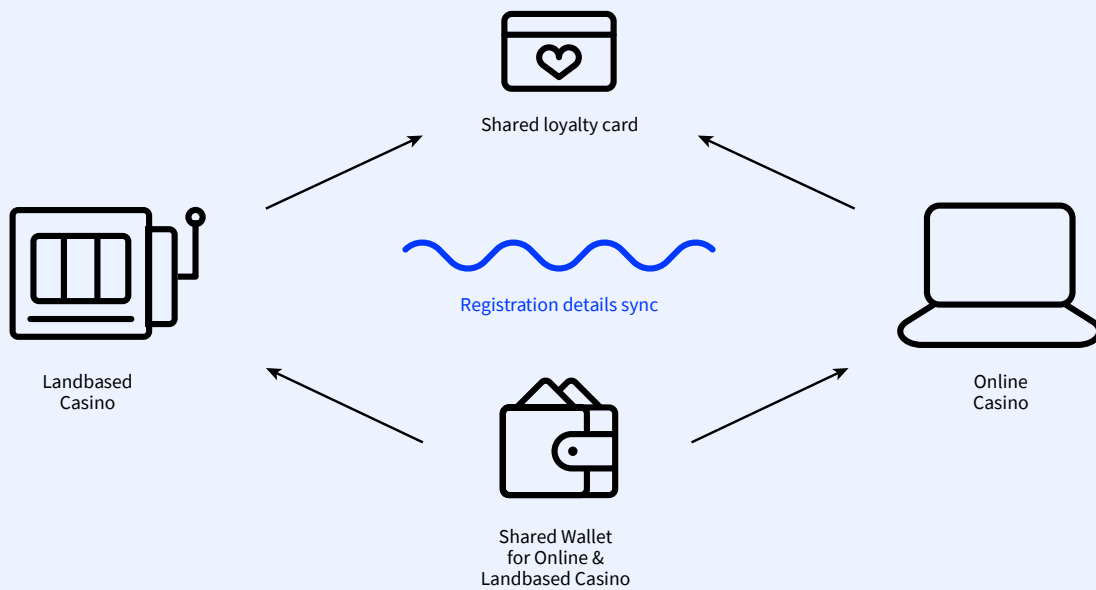 Shared loyalty card
Registration details sync
Landbased
Casino
Online
Casino
Shared Wallet
for Online &
Landbased Casino